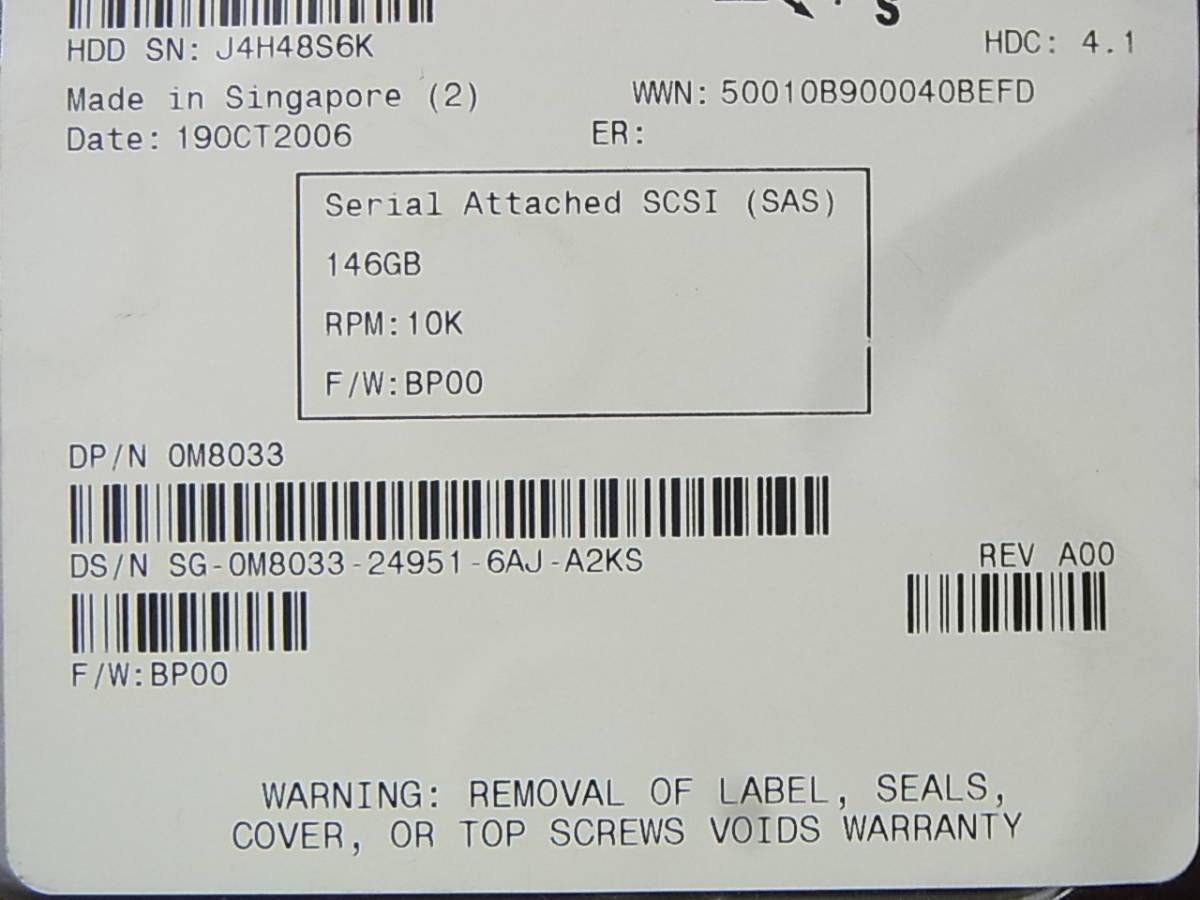 HDD SN: J4H48S6K
HDC: 4.1
Made in Singapore (2)
WWN: 50010B900040BEFD
Date: 19OCT2006
ER:
Serial Attached SCSI (SAS)
146GB
RPM:10K
F/W:BP00
DP/N 0M8033
DS/N SG-0M8033-24951-6AJ-A2KS
REV A00
F/W:BP00
WARNING: REMOVAL OF LABEL, SEALS,
COVER, OR TOP SCREWS VOIDS WARRANTY